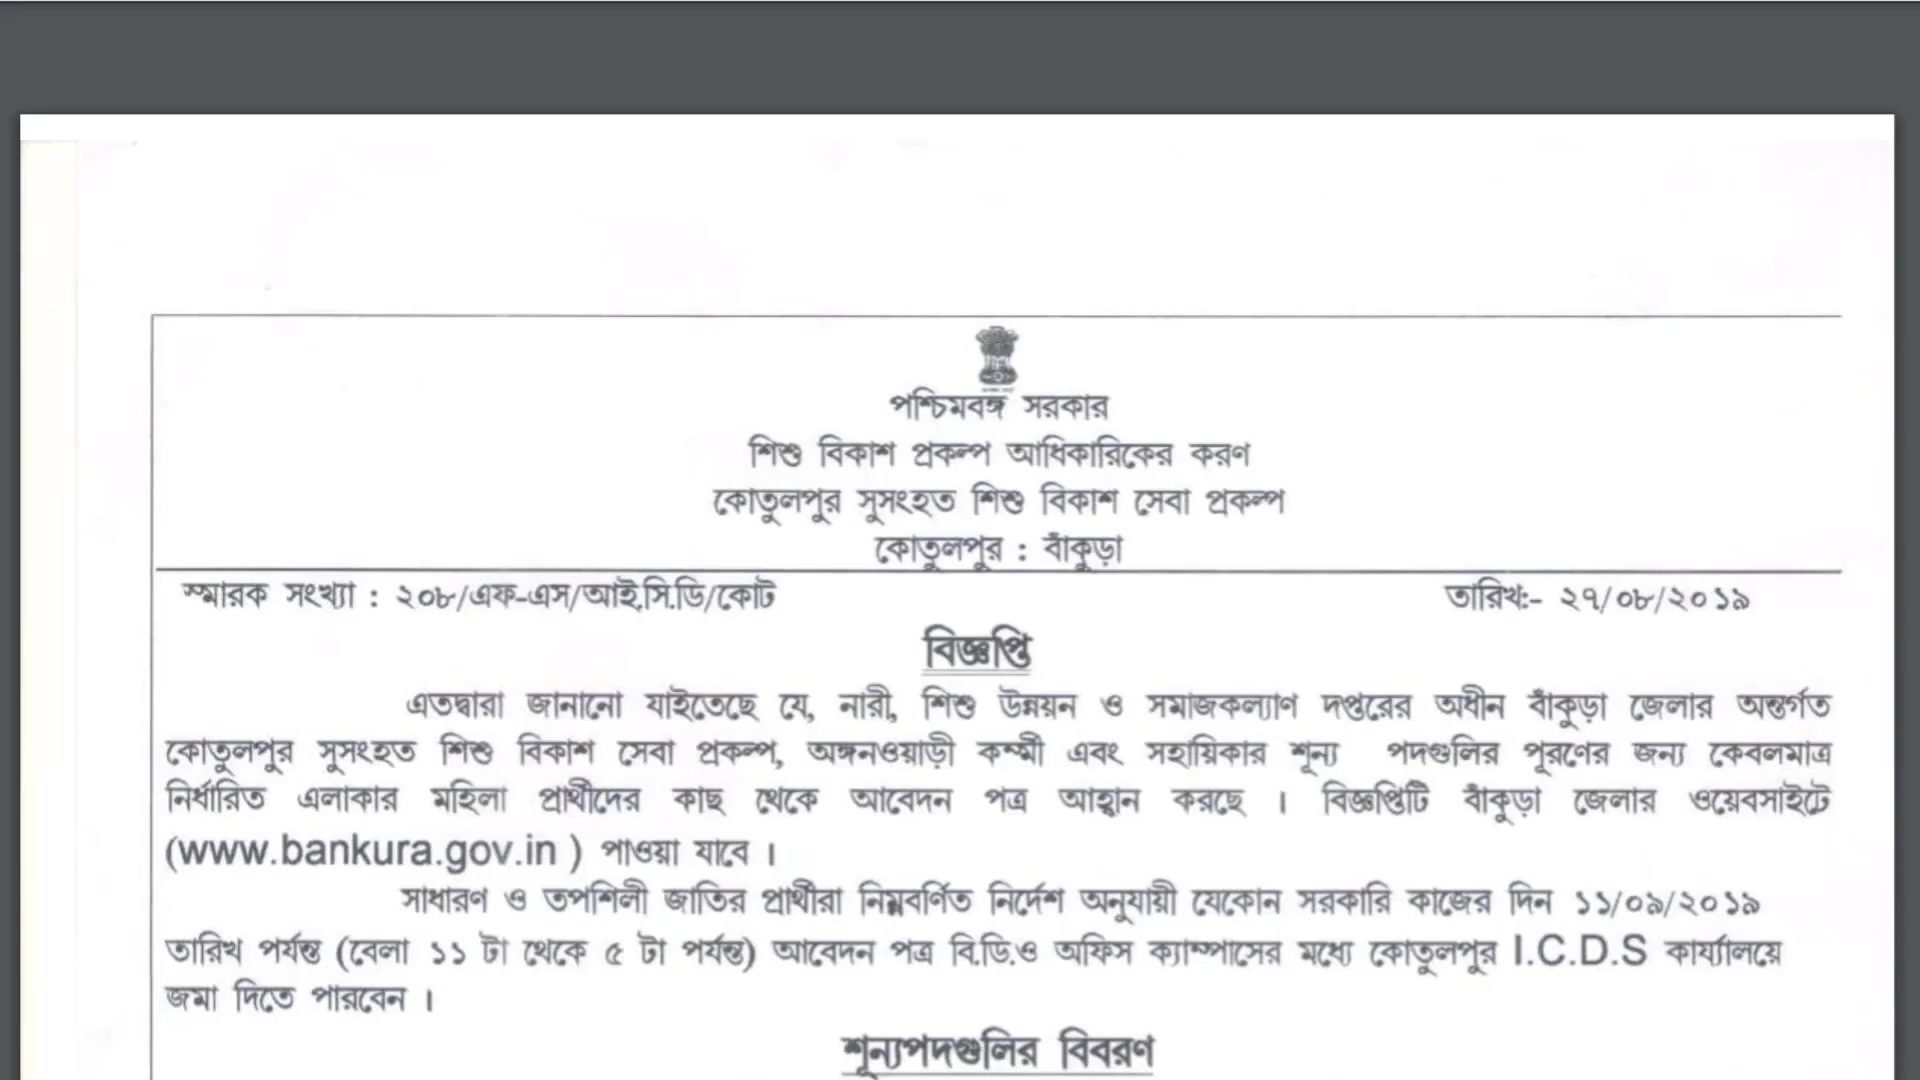 পশ্চিমবঙ্গ সরকার
শিশু বিকাশ প্রকল্প আধিকারিকের করণ
কোতুলপুর সুসংহত শিশু বিকাশ সেবা প্রকল্প
কোতুলপুর : বাঁকুড়া
স্মারক সংখ্যা : ২০৮/এফ-এস/আই.সি.ডি/কোট তারিখ:- ২৭/০৮/২০১৯
বিজ্ঞপ্তি
এতদ্বারা জানানো যাইতেছে যে, নারী, শিশু উন্নয়ন ও সমাজকল্যাণ দপ্তরের অধীন বাঁকুড়া জেলার অন্তর্গত
কোতুলপুর সুসংহত শিশু বিকাশ সেবা প্রকল্প, অঙ্গনওয়াড়ী কর্ম্মী এবং সহায়িকার শূন্য পদগুলির পূরণের জন্য কেবলমাত্র
নির্ধারিত এলাকার মহিলা প্রার্থীদের কাছ থেকে আবেদন পত্র আহ্বান করছে । বিজ্ঞপ্তিটি বাঁকুড়া জেলার ওয়েবসাইটে
(www.bankura.gov.in ) পাওয়া যাবে ।
সাধারণ ও তপশিলী জাতির প্রার্থীরা নিম্নবর্ণিত নির্দেশ অনুযায়ী যেকোন সরকারি কাজের দিন ১১/০৯/২০১৯
তারিখ পর্যন্ত (বেলা ১১ টা থেকে ৫ টা পর্যন্ত) আবেদন পত্র বি.ডি.ও অফিস ক্যাম্পাসের মধ্যে কোতুলপুর I.C.D.S কার্য্যালয়ে
জমা দিতে পারবেন ।
শূন্যপদগুলির বিবরণ